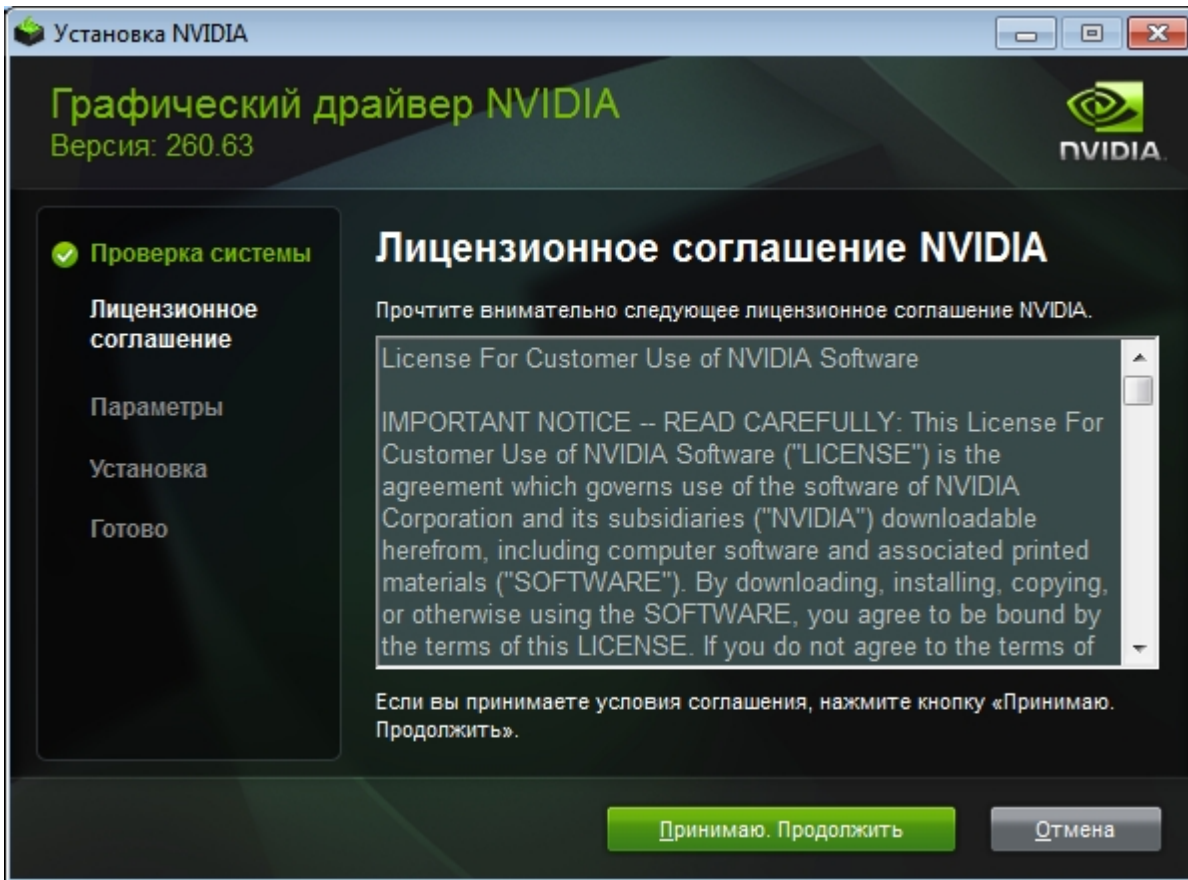 Установка NVIDIA
Графический драйвер NVIDIA
Версия: 260.63
NVIDIA.
Проверка системы
Лицензионное
соглашение
Параметры
Установка
Готово
Лицензионное соглашение NVIDIA
Прочтите внимательно следующее лицензионное соглашение NVIDIA.
License For Customer Use of NVIDIA Software
IMPORTANT NOTICE -- READ CAREFULLY: This License For
Customer Use of NVIDIA Software ("LICENSE") is the
agreement which governs use of the software of NVIDIA
Corporation and its subsidiaries ("NVIDIA") downloadable
herefrom, including computer software and associated printed
materials ("SOFTWARE"). By downloading, installing, copying,
or otherwise using the SOFTWARE, you agree to be bound by
the terms of this LICENSE. If you do not agree to the terms of
Если вы принимаете условия соглашения, нажмите кнопку «Принимаю.
Продолжить».
Принимаю. Продолжить
Отмена